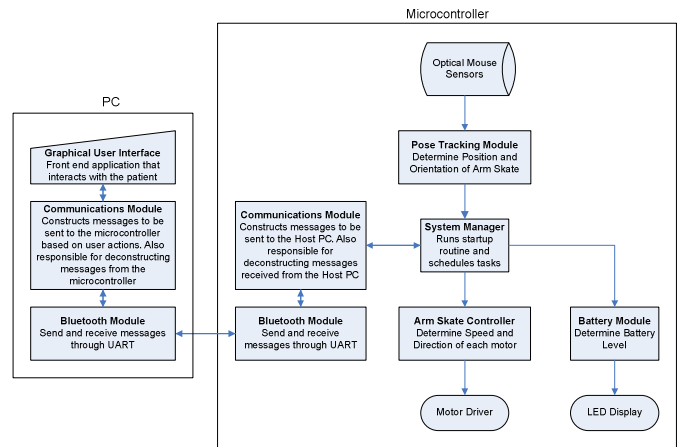 Microcontroller
Optical Mouse
Sensors
PC
Pose Tracking Module
Determine Position and
Orientation of Arm Skate
Graphical User Interface
Front end application that
interacts with the patient
Communications Module
Constructs messages to be
sent to the microcontroller
based on user actions. Also
responsible for deconstructing
messages from the
microcontroller
Communications Module
Constructs messages to be
sent to the Host PC. Also
responsible for
deconstructing messages
received from the Host PC
System Manager
Runs startup
routine and
schedules tasks
Bluetooth Module
Send and receive messages
through UART
Bluetooth Module
Send and receive
messages through UART
Arm Skate Controller
Determine Speed and
Direction of each motor
Battery Module
Determine Battery
Level
Motor Driver
LED Display